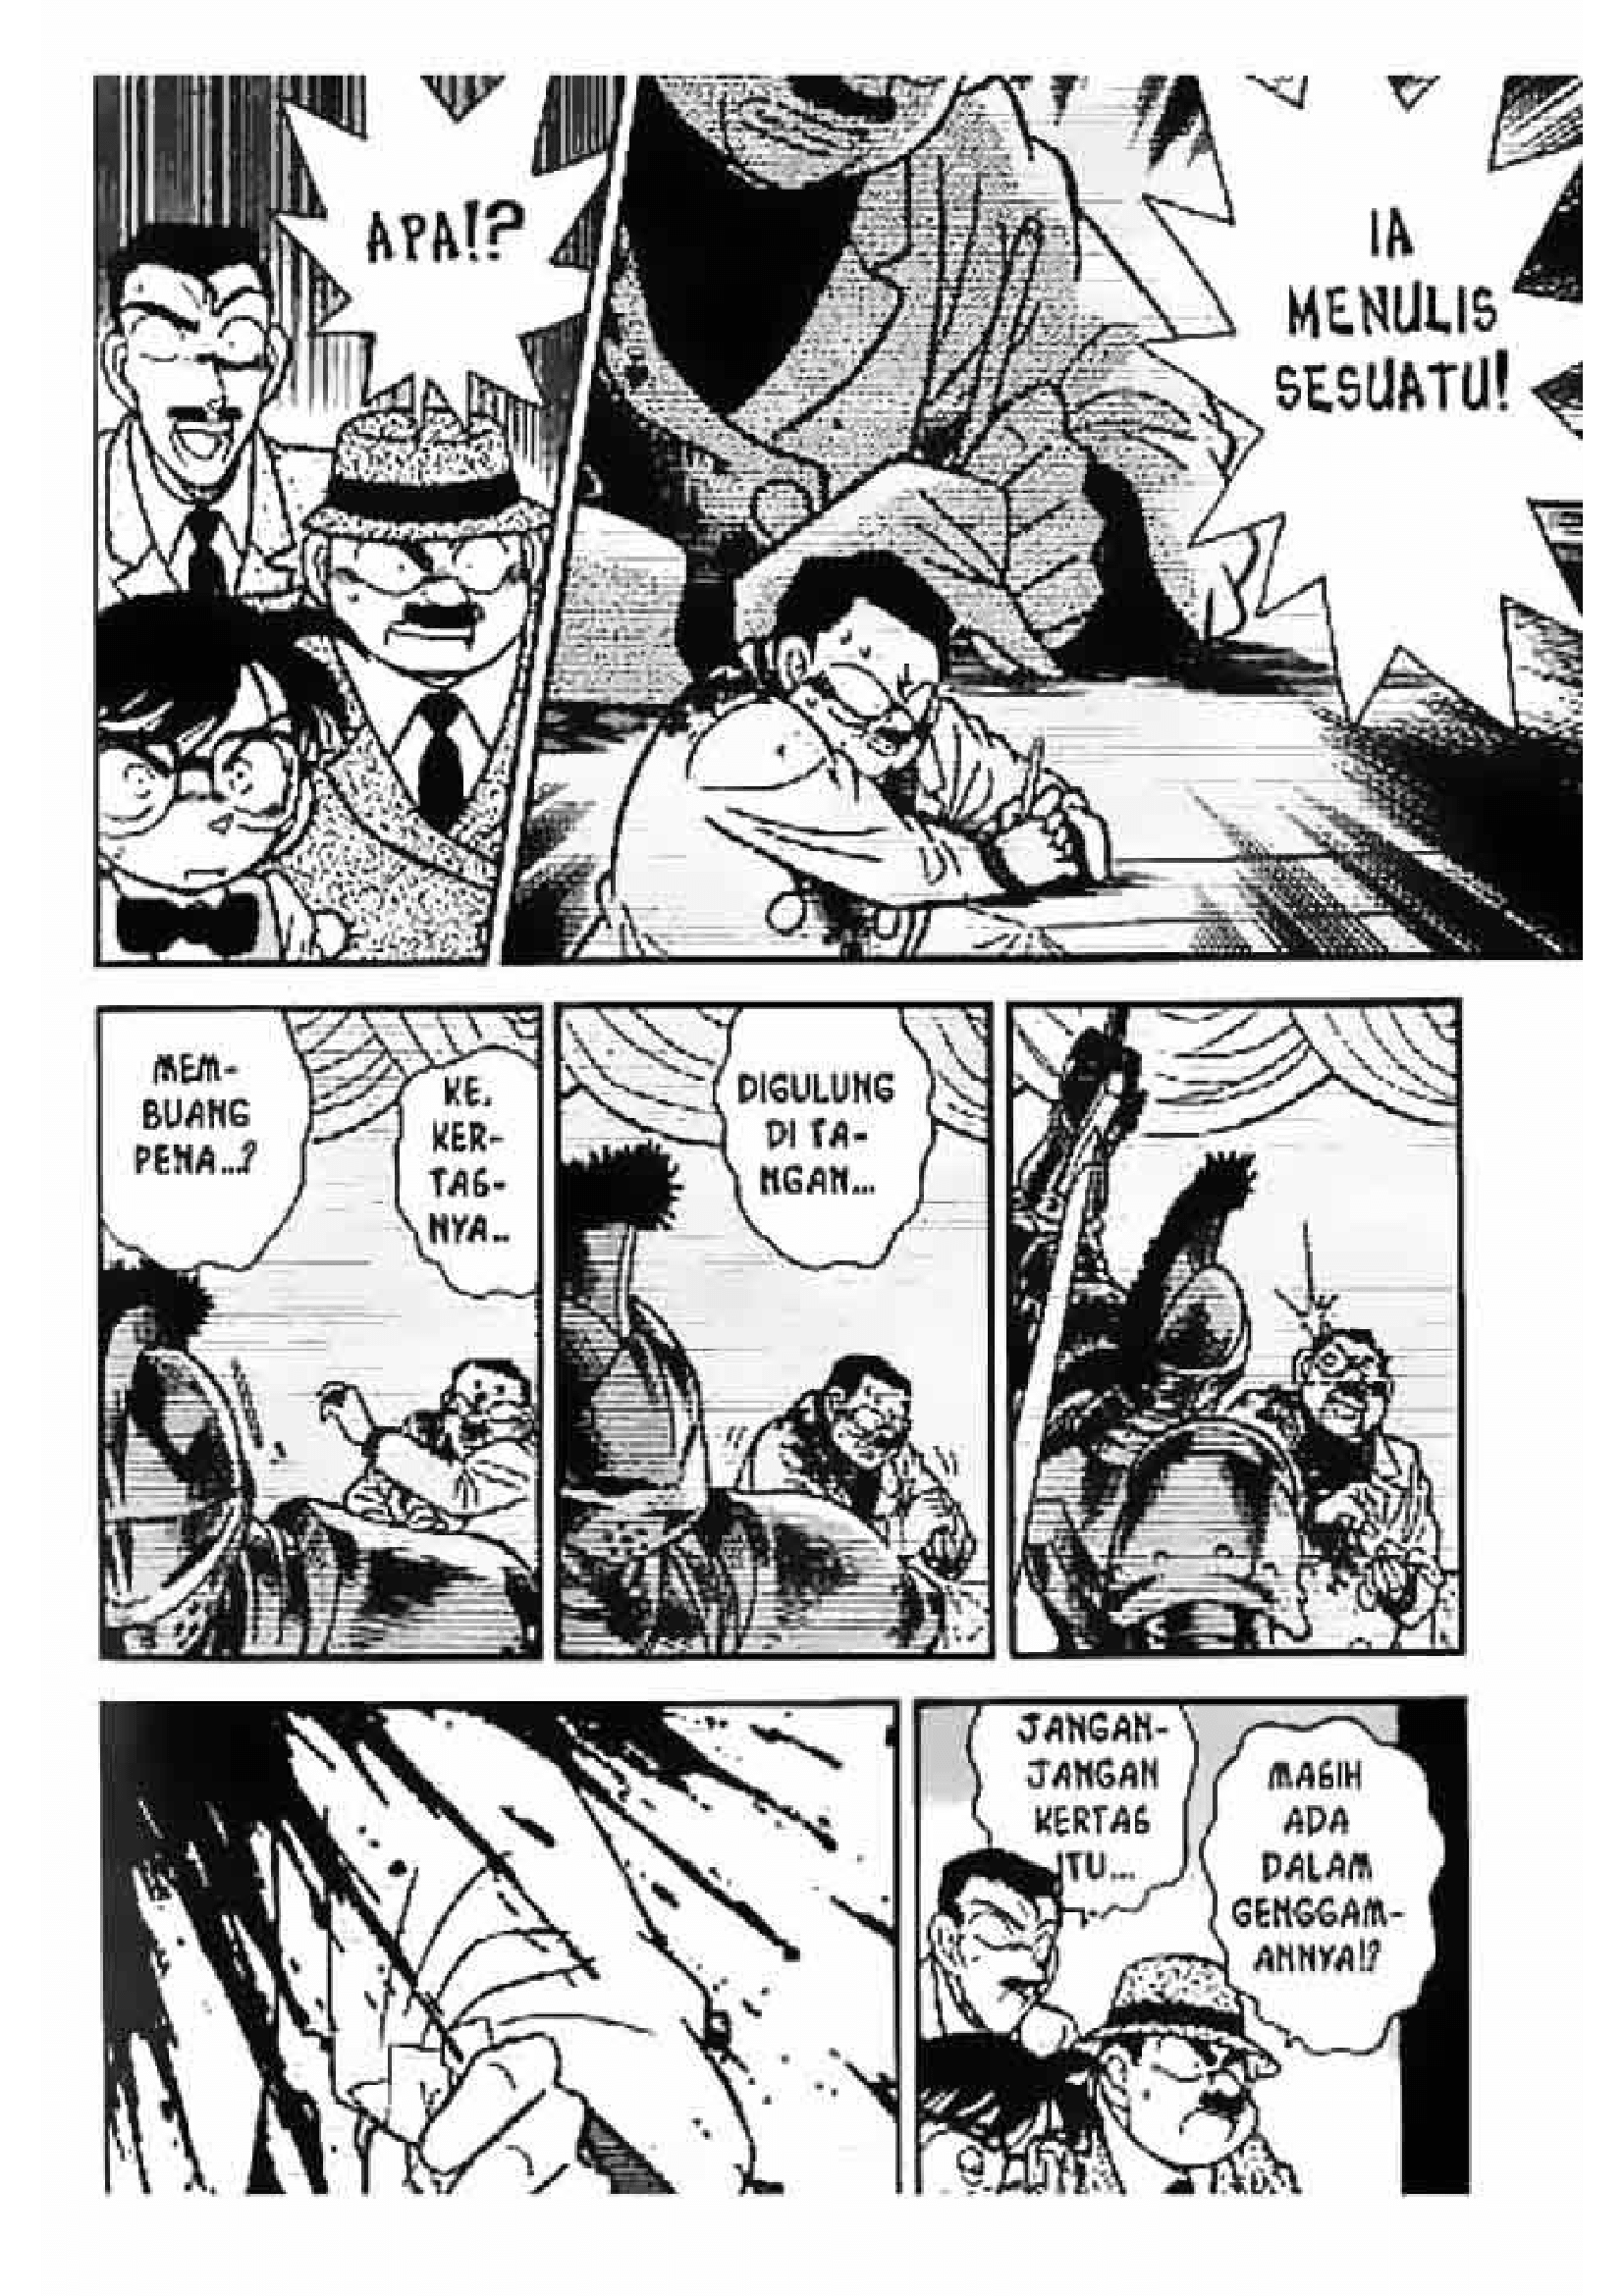 APA!?
IA
MENULIS
SESUATU!
MEM-
BUANG
PENA...?
KE.
KER-
TAS-
NYA..
DIGULUNG
DI TA-
NGAN...
JANGAN-
JANGAN
KERTAS
ITU...
MASIH
ADA
DALAM
GENGGAM-
ANNYA!?